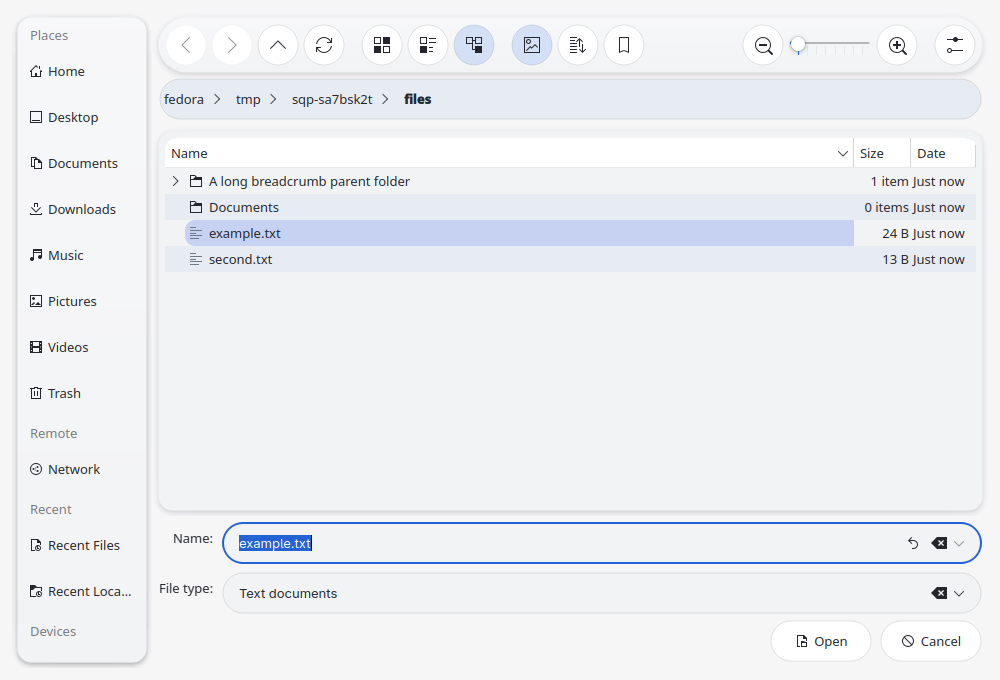 Places
Home
Desktop
Documents
Downloads
Music
Pictures
Videos
Trash
Remote
Network
Recent
Recent Files
Recent Loca...
Devices
fedora > tmp > sqp-sa7bsk2t > files
Name Size Date
A long breadcrumb parent folder 1 item Just now
Documents 0 items Just now
example.txt 24 B Just now
second.txt 13 B Just now
Name: example.txt
File type: Text documents
Open Cancel